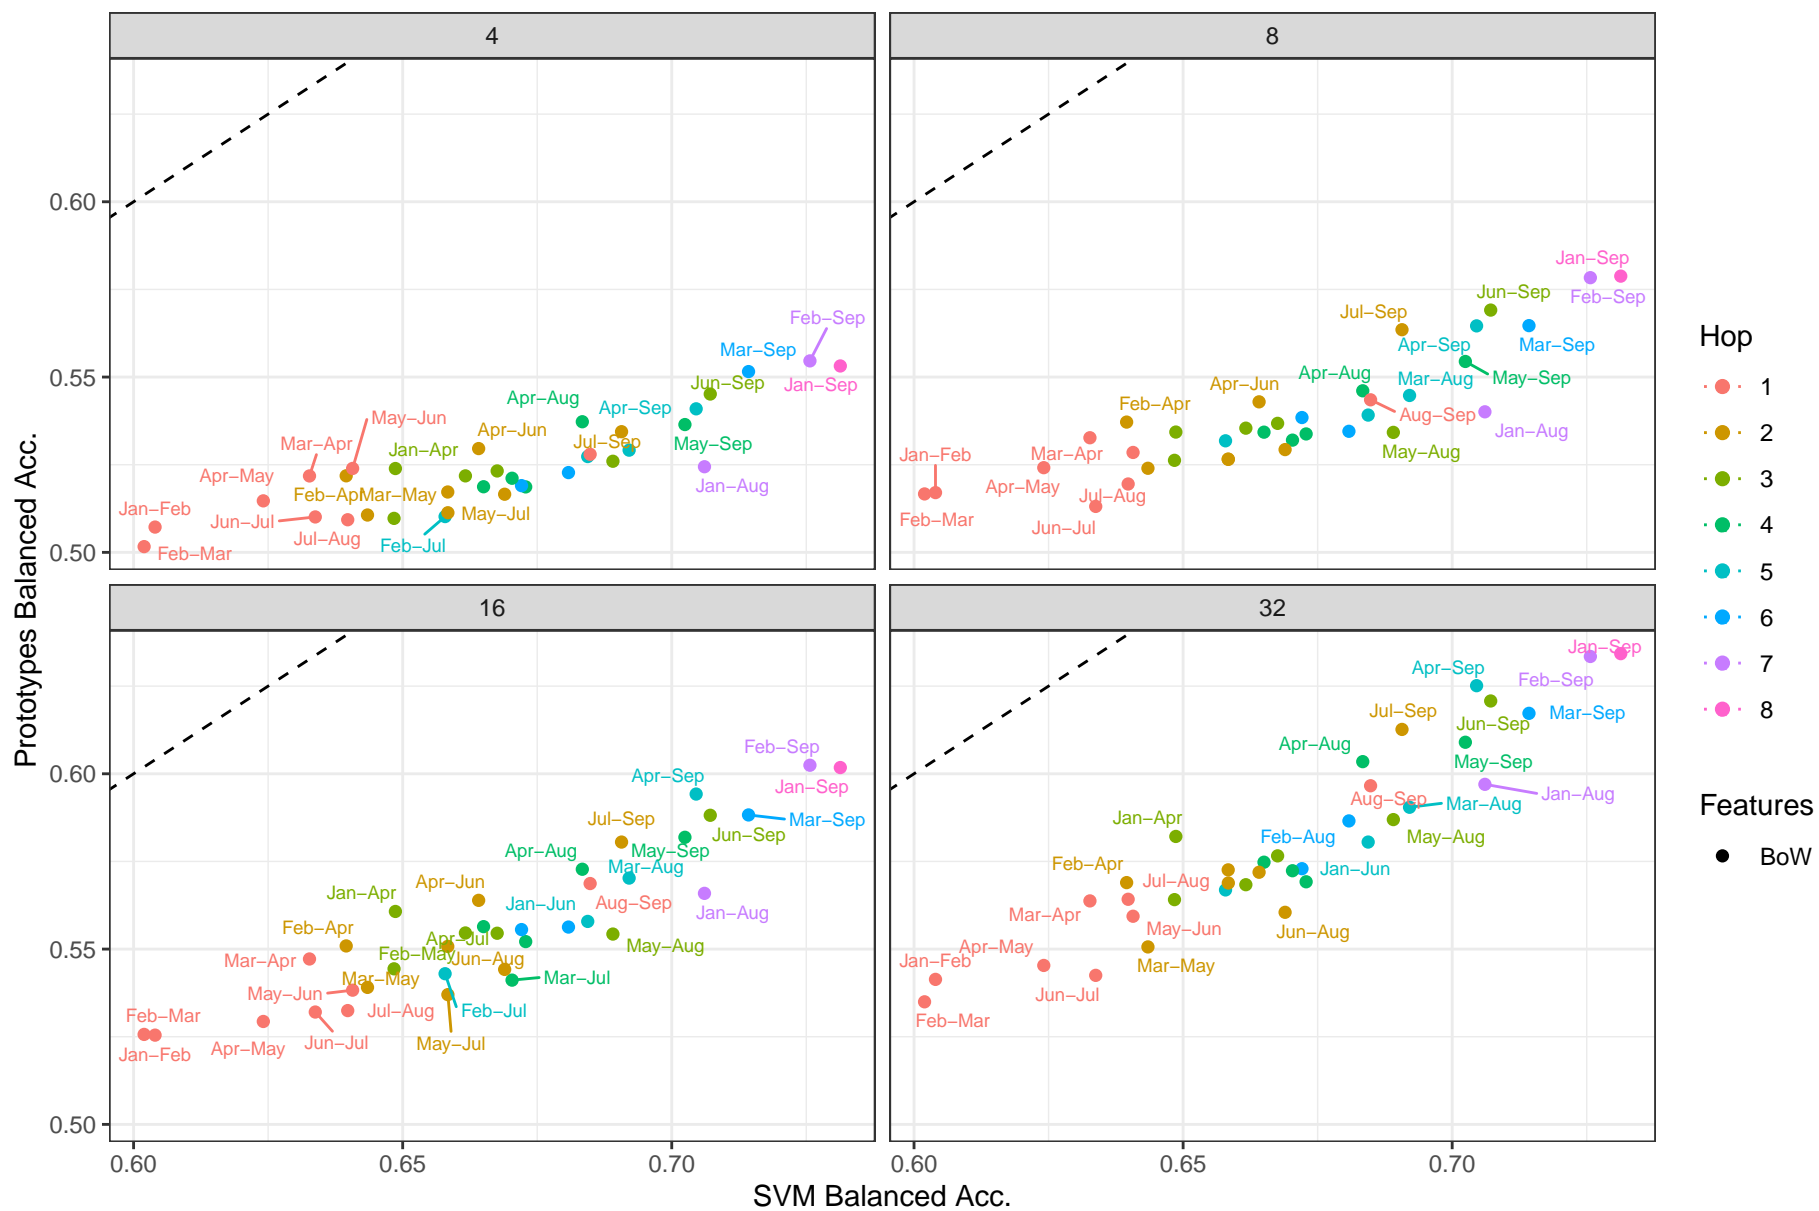 4
8
Feb−Sep
Mar−Sep
Jun−Sep
Jan−Sep
Apr−Aug
Apr−Sep
May−Jun
Apr−Jun
Mar−Apr
Jan−Apr
Jul−Sep
May−Sep
Apr−May
Jan−Aug
Feb−Apr
Mar−May
Jan−Feb
Jun−Jul
May−Jul
Jul−Aug
Feb−Jul
Feb−Mar
Jan−Sep
Jun−Sep
Feb−Sep
Jul−Sep
Apr−Sep
Mar−Sep
Apr−Aug
Mar−Aug
May−Sep
Apr−Jun
Feb−Apr
Aug−Sep
Jan−Aug
Jan−Feb
Mar−Apr
May−Aug
Apr−May
Jul−Aug
Feb−Mar
Jun−Jul
16
32
Feb−Sep
Apr−Sep
Jan−Sep
Jul−Sep
Mar−Sep
Jun−Sep
Apr−Aug
May−Sep
Mar−Aug
Apr−Jun
Jan−Apr
Jan−Jun
Aug−Sep
Jan−Aug
Feb−Apr
Apr−Jul
May−Aug
Feb−May
Mar−Apr
Jun−Aug
Mar−May
Mar−Jul
May−Jun
Feb−Jul
Jul−Aug
Feb−Mar
Jun−Jul
May−Jul
Apr−May
Jan−Feb
Jan−Sep
Apr−Sep
Feb−Sep
Jul−Sep
Mar−Sep
Jun−Sep
Apr−Aug
May−Sep
Jan−Aug
Aug−Sep
Mar−Aug
Jan−Apr
Feb−Aug
May−Aug
Feb−Apr
Jan−Jun
Jul−Aug
Mar−Apr
May−Jun
Jun−Aug
Apr−May
Jan−Feb
Mar−May
Jun−Jul
Feb−Mar
0.60
0.55
0.50
0.60
0.55
0.50
0.60
0.65
0.70
0.60
0.65
0.70
SVM Balanced Acc.
Prototypes Balanced Acc.
Hop
1
2
3
4
5
6
7
8
Features
BoW